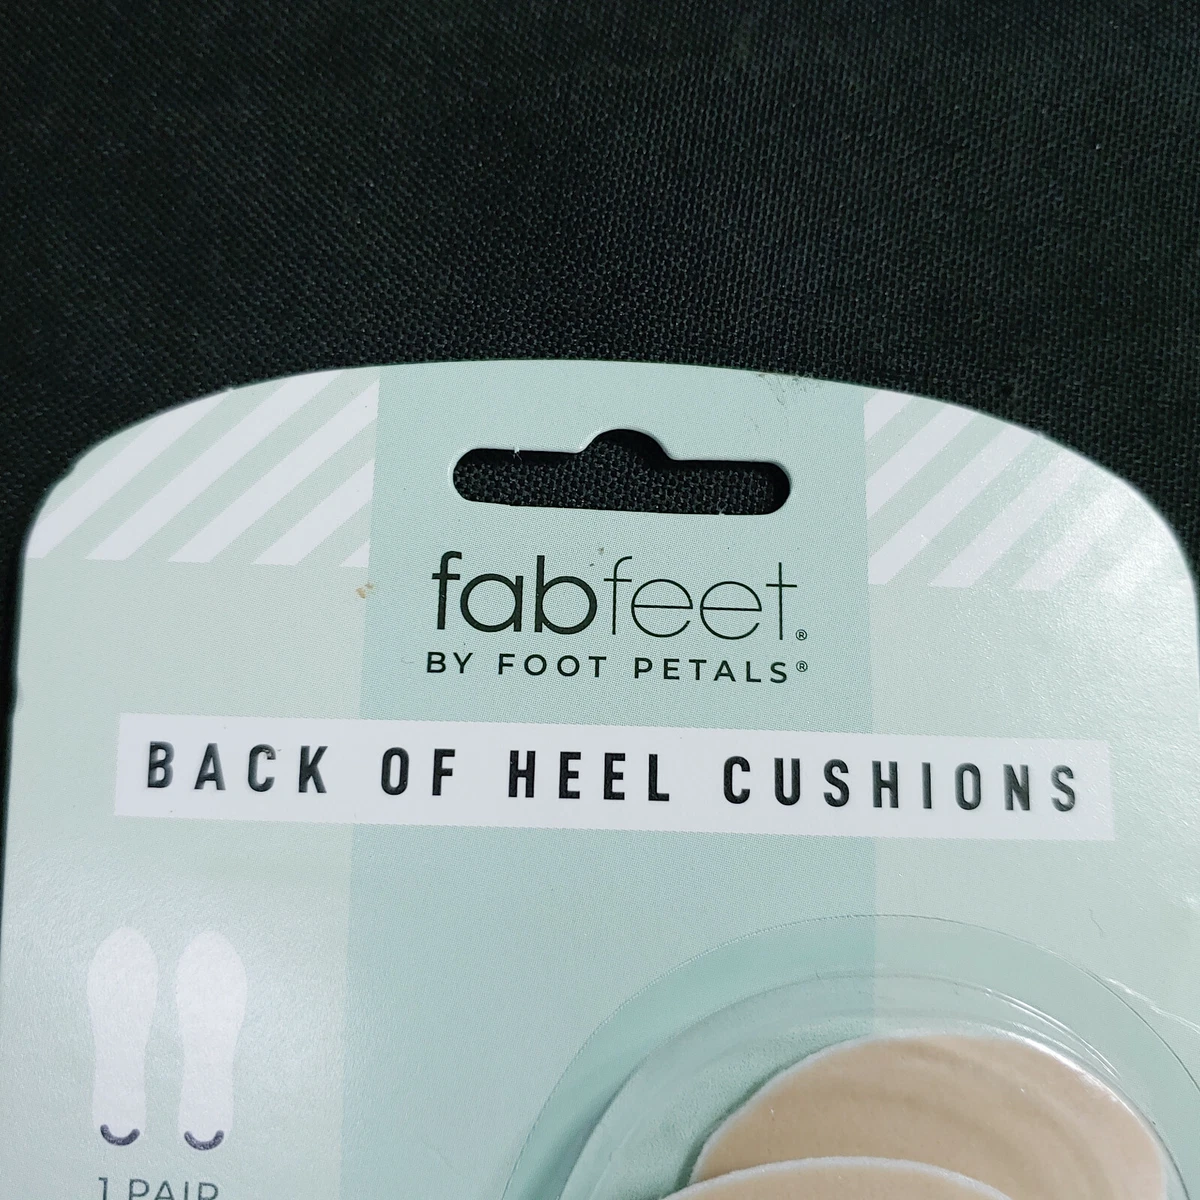 fabfeet®
BY FOOT PETALS®
BACK OF HEEL CUSHIONS
1 PAIR